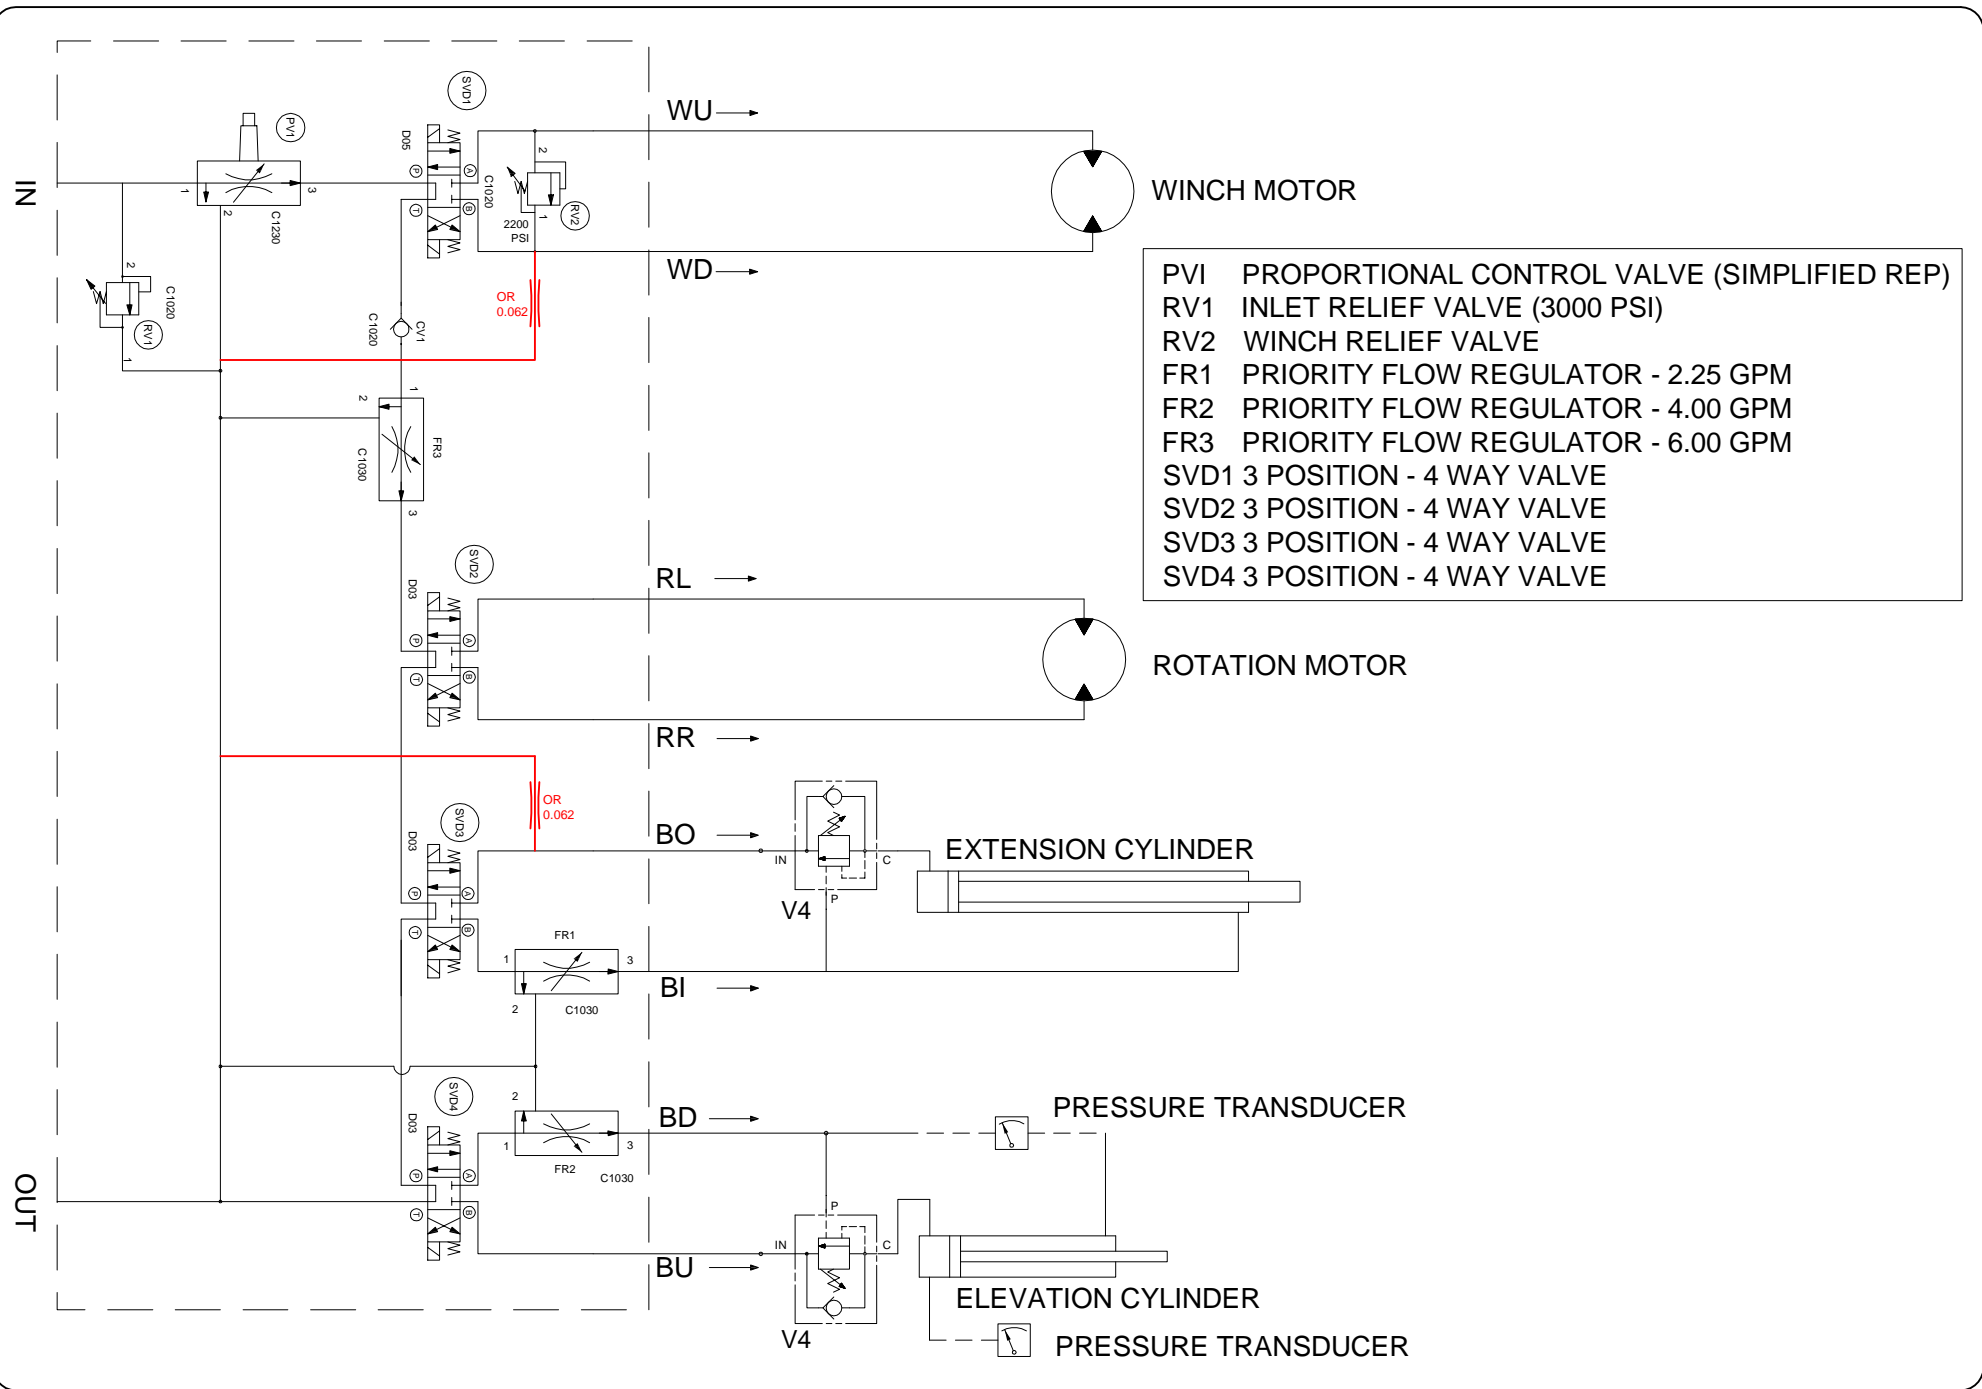 IN
OUT
SVD1
PV1
D05
P
A
T
B
C1020
1
3
2
C1230
2
2200
PSI
1
RV2
WU
WD
WINCH MOTOR
OR
0.062
2
C1020
RV1
1
CV1
C1020
1
2
FR3
C1030
3
PVI PROPORTIONAL CONTROL VALVE (SIMPLIFIED REP)
RV1 INLET RELIEF VALVE (3000 PSI)
RV2 WINCH RELIEF VALVE
FR1 PRIORITY FLOW REGULATOR - 2.25 GPM
FR2 PRIORITY FLOW REGULATOR - 4.00 GPM
FR3 PRIORITY FLOW REGULATOR - 6.00 GPM
SVD1 3 POSITION - 4 WAY VALVE
SVD2 3 POSITION - 4 WAY VALVE
SVD3 3 POSITION - 4 WAY VALVE
SVD4 3 POSITION - 4 WAY VALVE
SVD2
D03
P
A
T
B
RL
RR
ROTATION MOTOR
OR
0.062
SVD3
D03
P
A
T
B
BO
IN
C
P
V4
EXTENSION CYLINDER
FR1
1
3
2
C1030
BI
SVD4
D03
P
A
T
B
2
1
3
FR2
C1030
BD
PRESSURE TRANSDUCER
P
IN
C
BU
V4
ELEVATION CYLINDER
PRESSURE TRANSDUCER